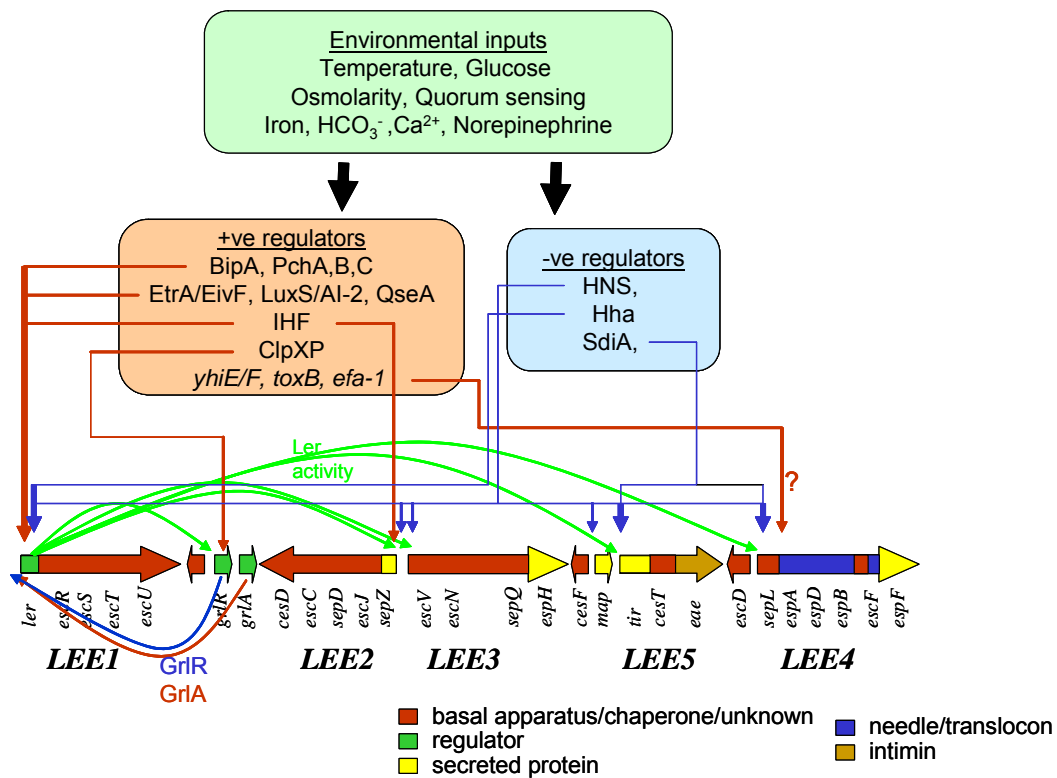 Environmental inputs
Temperature, Glucose
Osmolarity, Quorum sensing
Iron, HCO₃⁻ ,Ca²⁺, Norepinephrine
+ve regulators
BipA, PchA,B,C
EtrA/EivF, LuxS/AI-2, QseA
IHF
ClpXP
yhiE/F, toxB, efa-1
-ve regulators
HNS,
Hha
SdiA,
Ler
activity
?
ler
escR
escS
escT
escU
grlR
grlA
cesD
escC
sepD
escJ
sepZ
escV
escN
sepQ
espH
cesF
map
tir
cesT
eae
escD
sepL
espA
espD
espB
escF
espF
LEE1
LEE2
LEE3
LEE5
LEE4
GrlR
GrlA
basal apparatus/chaperone/unknown
regulator
secreted protein
needle/translocon
intimin